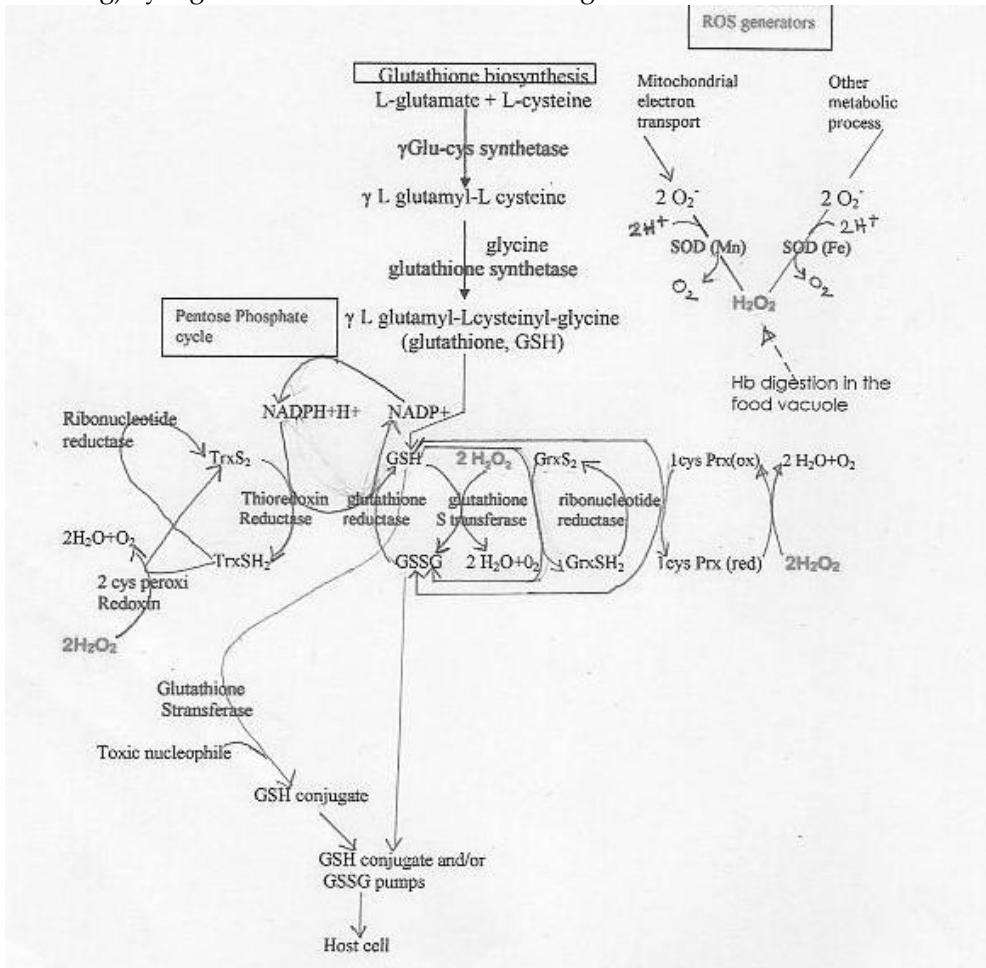 ROS generators
Glutathione biosynthesis
L-glutamate + L-cysteine
γGlu-cys synthetase
γ L glutamyl-L cysteine
glycine
glutathione synthetase
γ L glutamyl-Lcysteinyl-glycine
(glutathione, GSH)
Mitochondrial
electron
transport
Other
metabolic
process
2 O₂⁻
2 O₂⁻
2H⁺
2H⁺
SOD (Mn)
SOD (Fe)
O₂
O₂
H₂O₂
Hb digestion in the
food vacuole
Pentose Phosphate
cycle
NADPH+H+
NADP+
Ribonucleotide
reductase
TrxS₂
GSH
2 H₂O₂
GrxS₂
1cys Prx(ox)
2 H₂O+O₂
Thioredoxin
Reductase
glutathione
reductase
glutathione
S transferase
ribonucleotide
reductase
2H₂O+O₂
TrxSH₂
GSSG
2 H₂O+0₂
GrxSH₂
1cys Prx (red)
2H₂O₂
2 cys peroxi
Redoxin
2H₂O₂
Glutathione
Stransferase
Toxic nucleophile
GSH conjugate
GSH conjugate and/or
GSSG pumps
Host cell